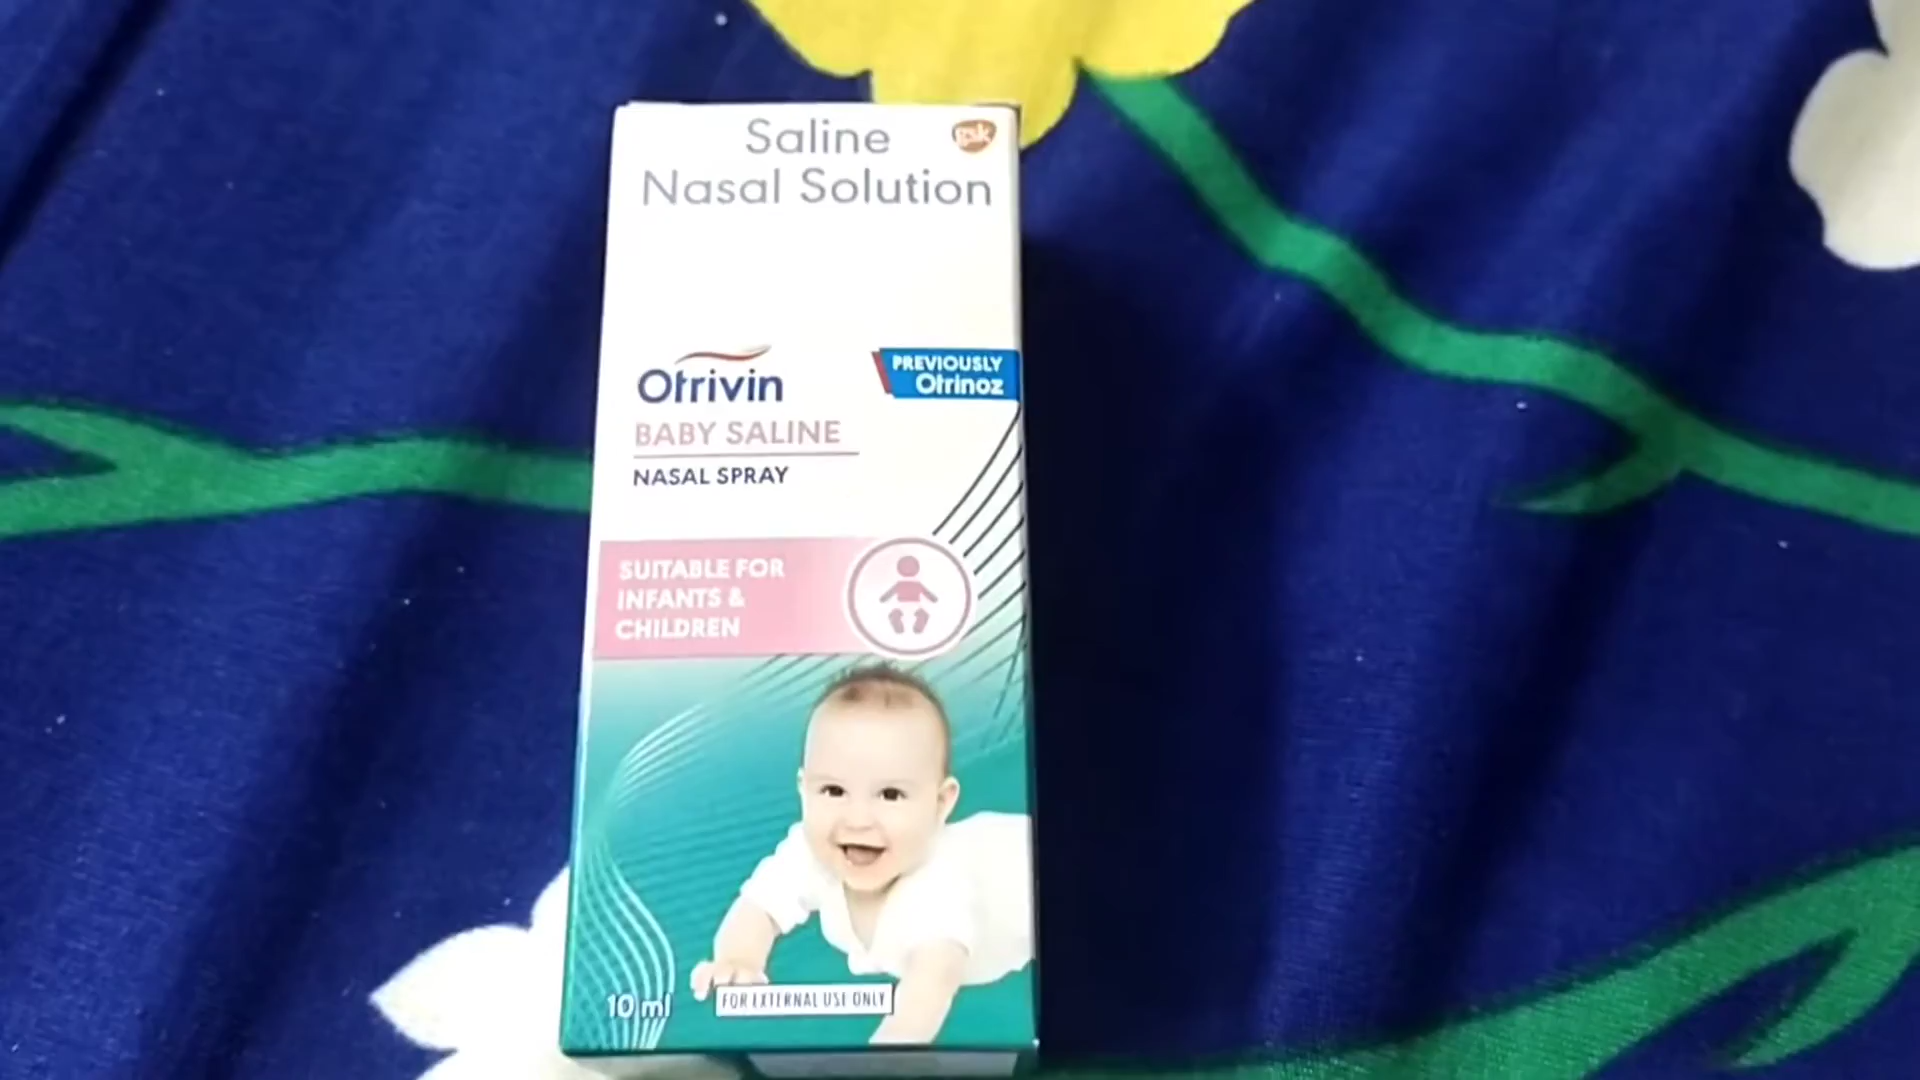 Saline
gsk
Nasal Solution
Otrivin
PREVIOUSLY
Otrinoz
BABY SALINE
NASAL SPRAY
SUITABLE FOR
INFANTS &
CHILDREN
10 ml
FOR EXTERNAL USE ONLY